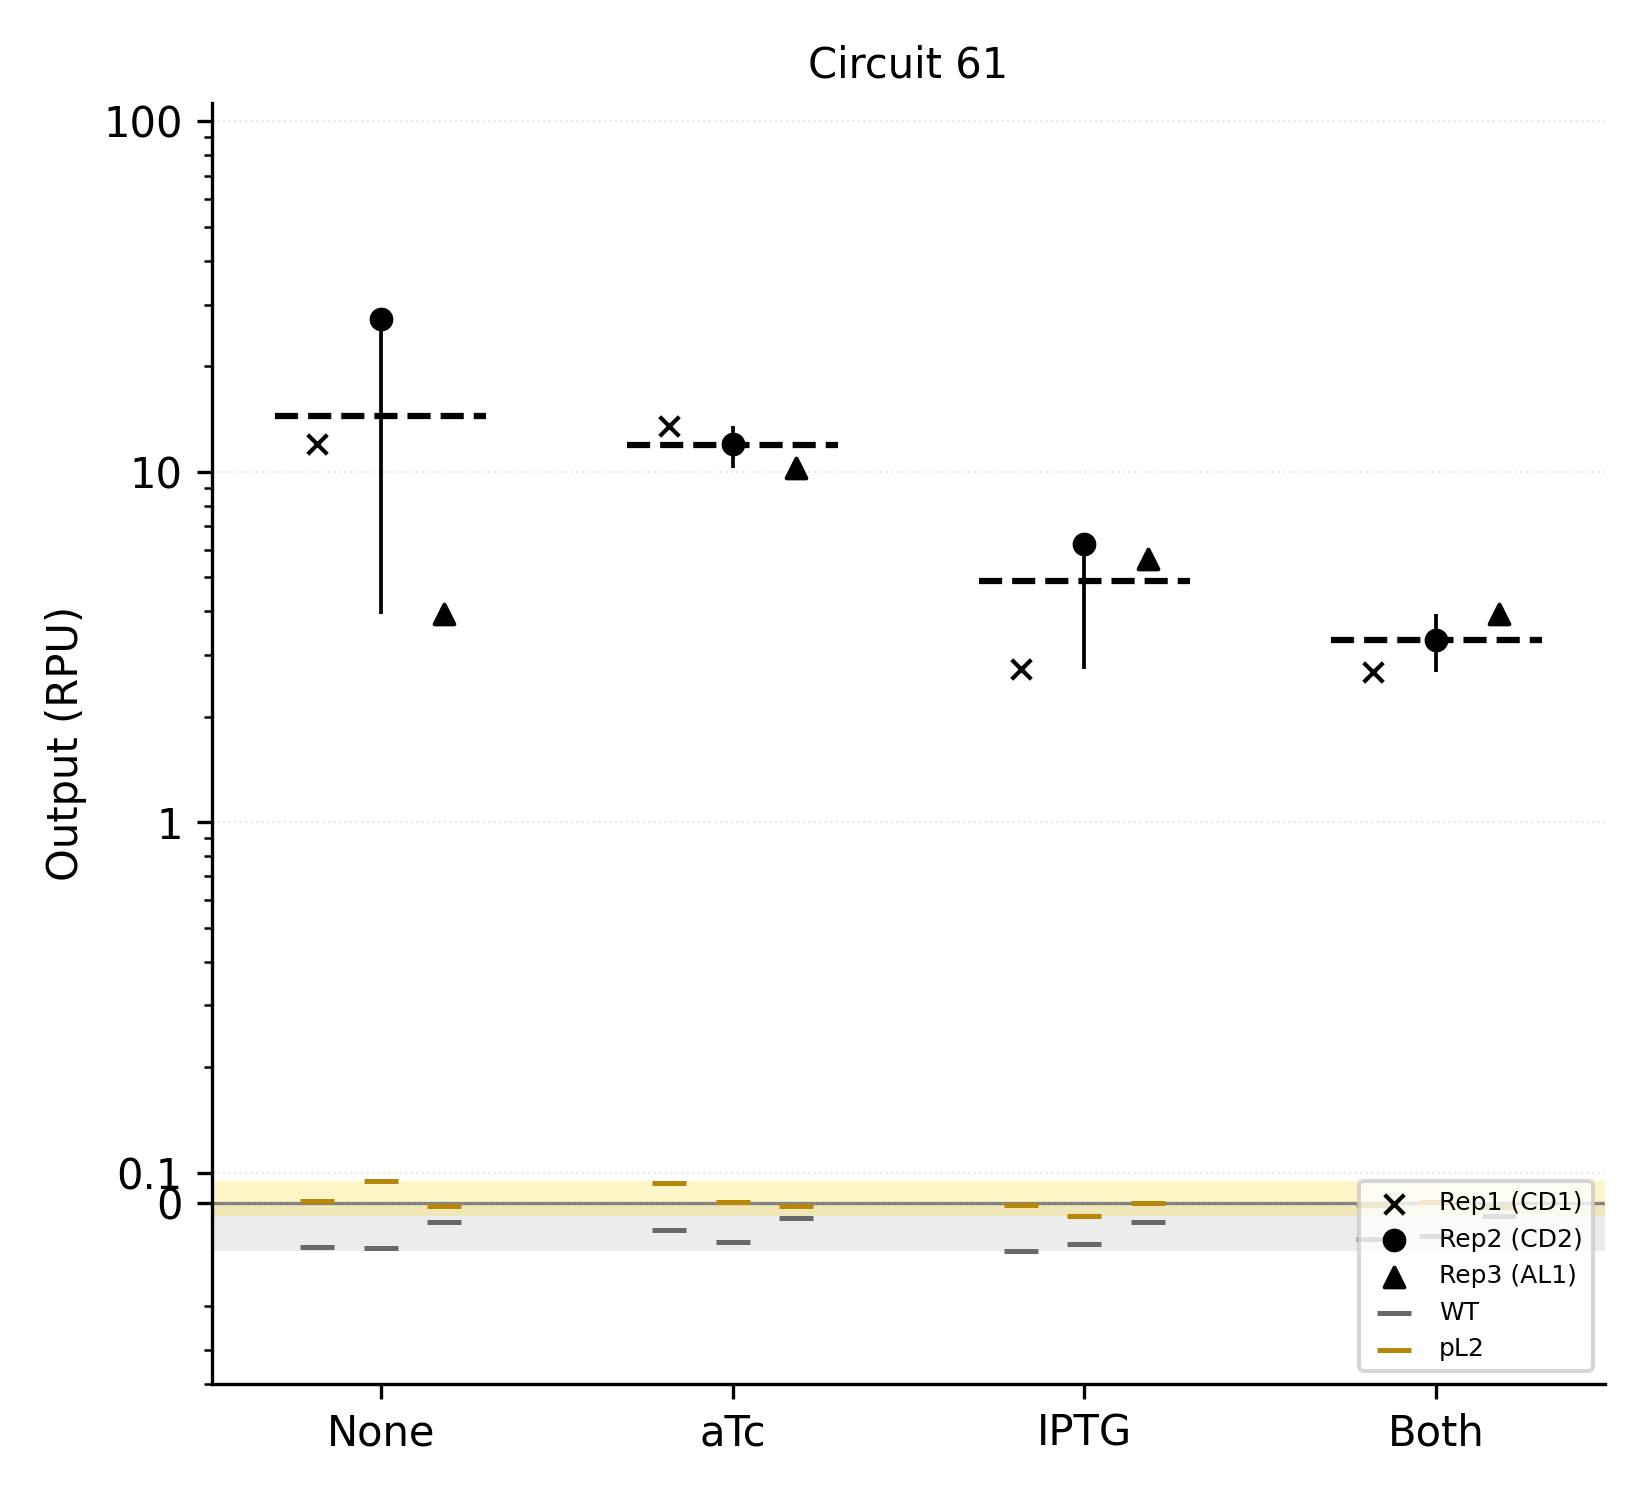 Circuit 61
Output (RPU)
100
10
1
0.1
0
None
aTc
IPTG
Both
Rep1 (CD1)
Rep2 (CD2)
Rep3 (AL1)
WT
pL2